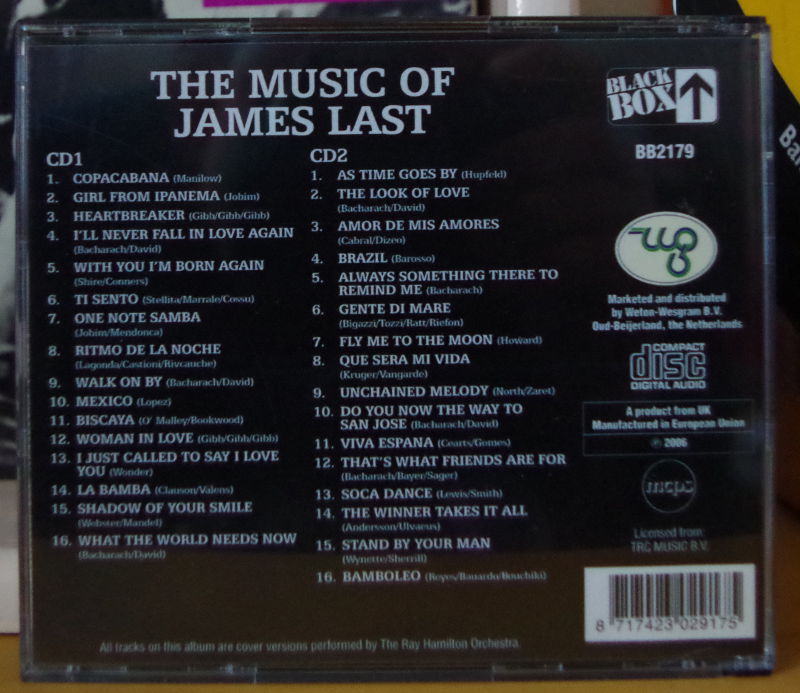 THE MUSIC OF
JAMES LAST
CD1
1. COPACABANA (Manilow)
2. GIRL FROM IPANEMA (Jobim)
3. HEARTBREAKER (Gibb/Gibb/Gibb)
4. I'LL NEVER FALL IN LOVE AGAIN
(Bacharach/David)
5. WITH YOU I'M BORN AGAIN
(Shire/Conners)
6. TI SENTO (Stellita/Marrale/Cossu)
7. ONE NOTE SAMBA
(Jobim/Mendonca)
8. RITMO DE LA NOCHE
(Lagonda/Castioni/Rivcauche)
9. WALK ON BY (Bacharach/David)
10. MEXICO (Lopez)
11. BISCAYA (O' Malley/Bookwood)
12. WOMAN IN LOVE (Gibb/Gibb/Gibb)
13. I JUST CALLED TO SAY I LOVE
YOU (Wonder)
14. LA BAMBA (Clauson/Valens)
15. SHADOW OF YOUR SMILE
(Webster/Mandel)
16. WHAT THE WORLD NEEDS NOW
(Bacharach/David)
CD2
1. AS TIME GOES BY (Hupfeld)
2. THE LOOK OF LOVE
(Bacharach/David)
3. AMOR DE MIS AMORES
(Cabral/Dizeo)
4. BRAZIL (Barosso)
5. ALWAYS SOMETHING THERE TO
REMIND ME (Bacharach)
6. GENTE DI MARE
(Bigazzi/Tozzi/Ratt/Riefon)
7. FLY ME TO THE MOON (Howard)
8. QUE SERA MI VIDA
(Kruger/Vangarde)
9. UNCHAINED MELODY (North/Zaret)
10. DO YOU NOW THE WAY TO
SAN JOSE (Bacharach/David)
11. VIVA ESPANA (Cearts/Gomes)
12. THAT'S WHAT FRIENDS ARE FOR
(Bacharach/Bayer/Sager)
13. SOCA DANCE (Lewis/Smith)
14. THE WINNER TAKES IT ALL
(Andersson/Ulvaeus)
15. STAND BY YOUR MAN
(Wynette/Sherrill)
16. BAMBOLEO (Reyes/Bauardo/Bouchiki)
BLACK
BOX
BB2179
Marketed and distributed
by Weton-Wesgram B.V.
Oud-Beijerland, the Netherlands
COMPACT
disc
DIGITAL AUDIO
A product from UK
Manufactured in European Union
℗ 2006
mcps
Licensed from:
TRC MUSIC B.V.
8 717423 029175
All tracks on this album are cover versions performed by The Ray Hamilton Orchestra.